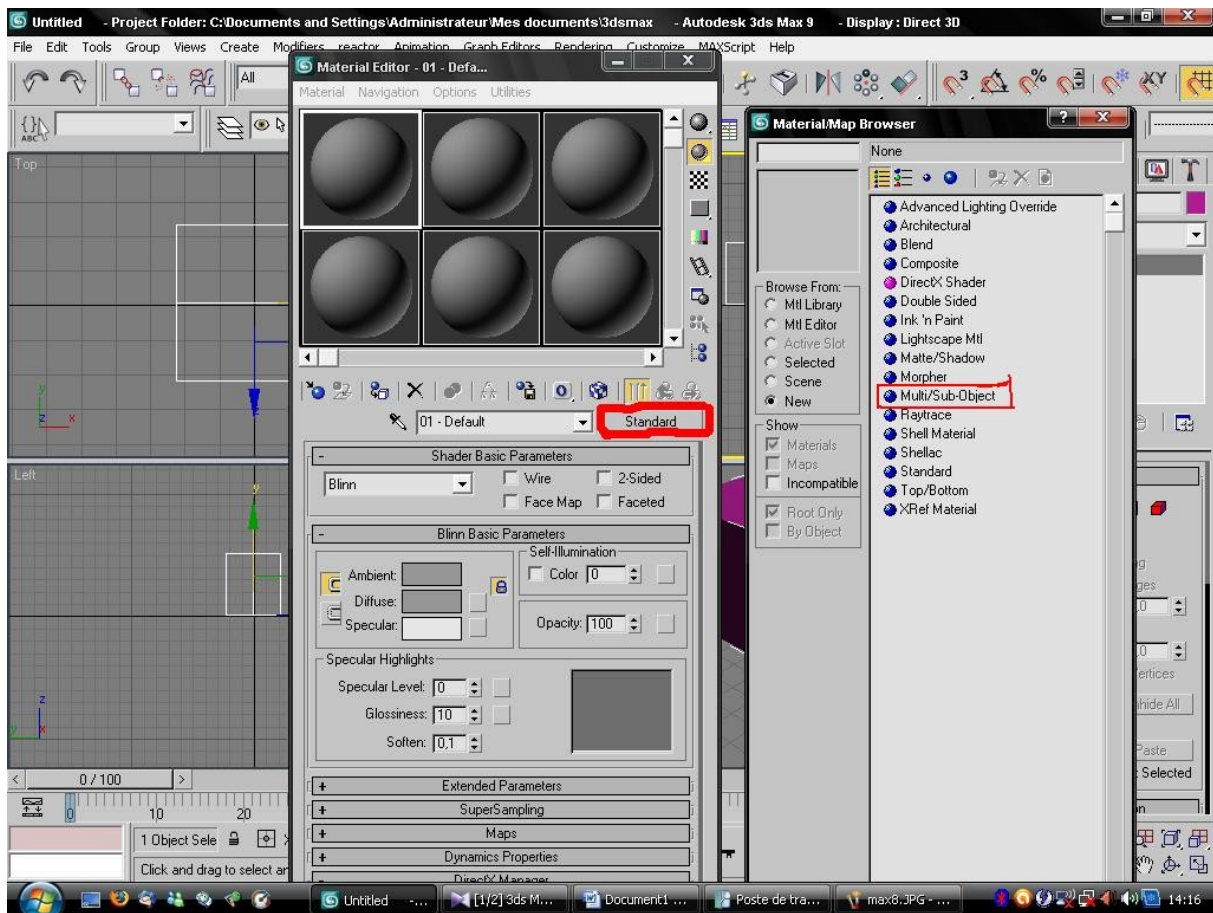 Untitled - Project Folder: C:\Documents and Settings\Administrateur\Mes documents\3dsmax - Autodesk 3ds Max 9 - Display : Direct 3D
File Edit Tools Group Views Create Modifiers reactor Animation Graph Editors Rendering Customize MAXScript Help
All
ABC
Top
y
z x
Left
y
z
y x
Material Editor - 01 - Defa...
Material Navigation Options Utilities
01 - Default
Standard
- Shader Basic Parameters
Blinn
Wire 2-Sided
Face Map Faceted
- Blinn Basic Parameters
Self-Illumination
Ambient:
Color 0
Diffuse:
Specular:
Opacity: 100
Specular Highlights
Specular Level: 0
Glossiness: 10
Soften: 0,1
+ Extended Parameters
+ SuperSampling
+ Maps
+ Dynamics Properties
DirectX Manager
Material/Map Browser
None
Browse From:
Mtl Library
Mtl Editor
Active Slot
Selected
Scene
New
Show
Materials
Maps
Incompatible
Root Only
By Object
Advanced Lighting Override
Architectural
Blend
Composite
DirectX Shader
Double Sided
Ink 'n Paint
Lightscape Mtl
Matte/Shadow
Morpher
Multi/Sub-Object
Raytrace
Shell Material
Shellac
Standard
Top/Bottom
XRef Material
ertices
hide All
Paste
Selected
0 / 100
0 10 20
1 Object Sele
Click and drag to select an
Untitled -...
[1/2] 3ds M...
Document1 ...
Poste de tra...
max8.JPG - ...
14:16